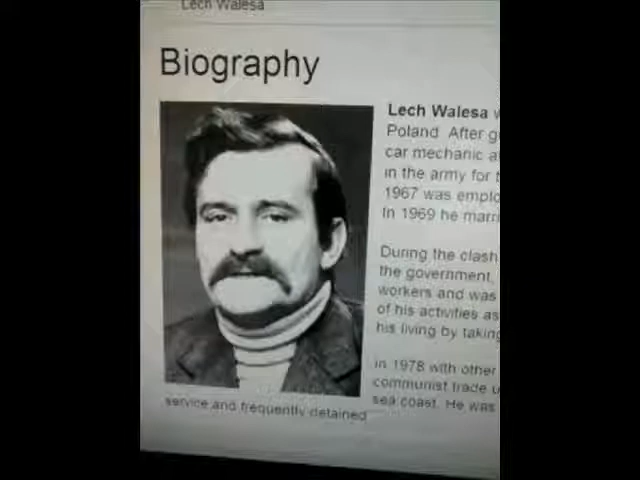 Lech Walesa
Biography
Lech Walesa w
Poland After g
car mechanic a
in the army for t
1967 was emplo
In 1969 he marri
During the clash
the government,
workers and was
of his activities as
his living by taking
In 1978 with other
communist trade u
sea coast. He was
service and frequently detained